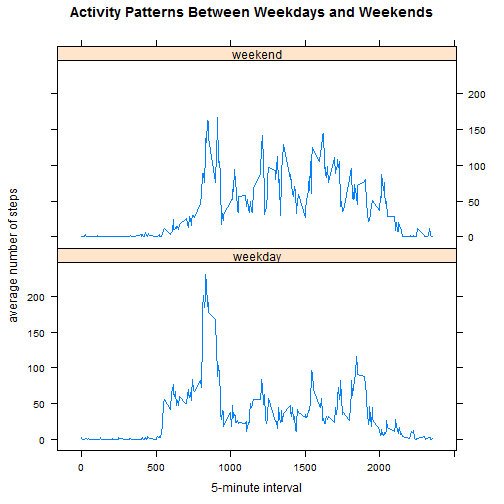 Activity Patterns Between Weekdays and Weekends
weekend
200
150
100
50
0
weekday
200
150
100
50
0
average number of steps
0 500 1000 1500 2000
5-minute interval